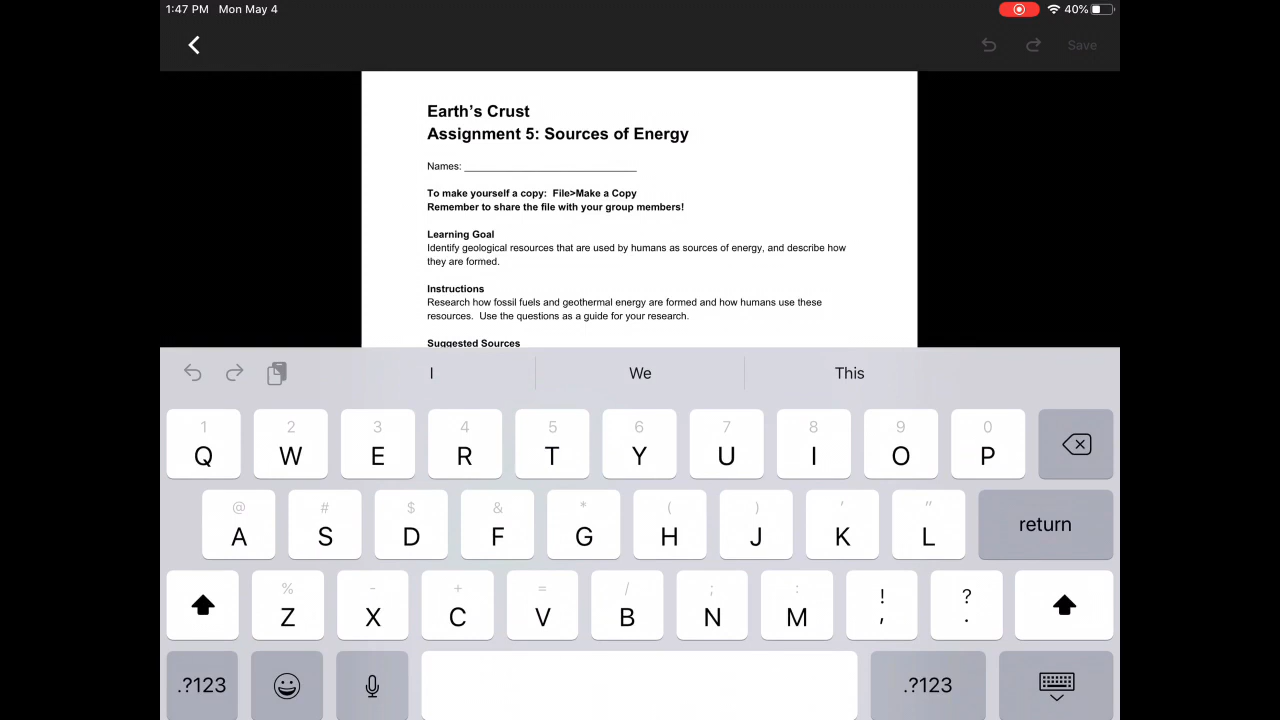 1:47 PM Mon May 4 40%
Save
Earth's Crust
Assignment 5: Sources of Energy
Names: ______________________________
To make yourself a copy:  File>Make a Copy
Remember to share the file with your group members!
Learning Goal
Identify geological resources that are used by humans as sources of energy, and describe how
they are formed.
Instructions
Research how fossil fuels and geothermal energy are formed and how humans use these
resources.  Use the questions as a guide for your research.
Suggested Sources
I We This
1 2 3 4 5 6 7 8 9 0
Q W E R T Y U I O P
@ # $ & * ( ) ' "
A S D F G H J K L return
% - + = / ; : ! ?
Z X C V B N M , .
.?123 .?123